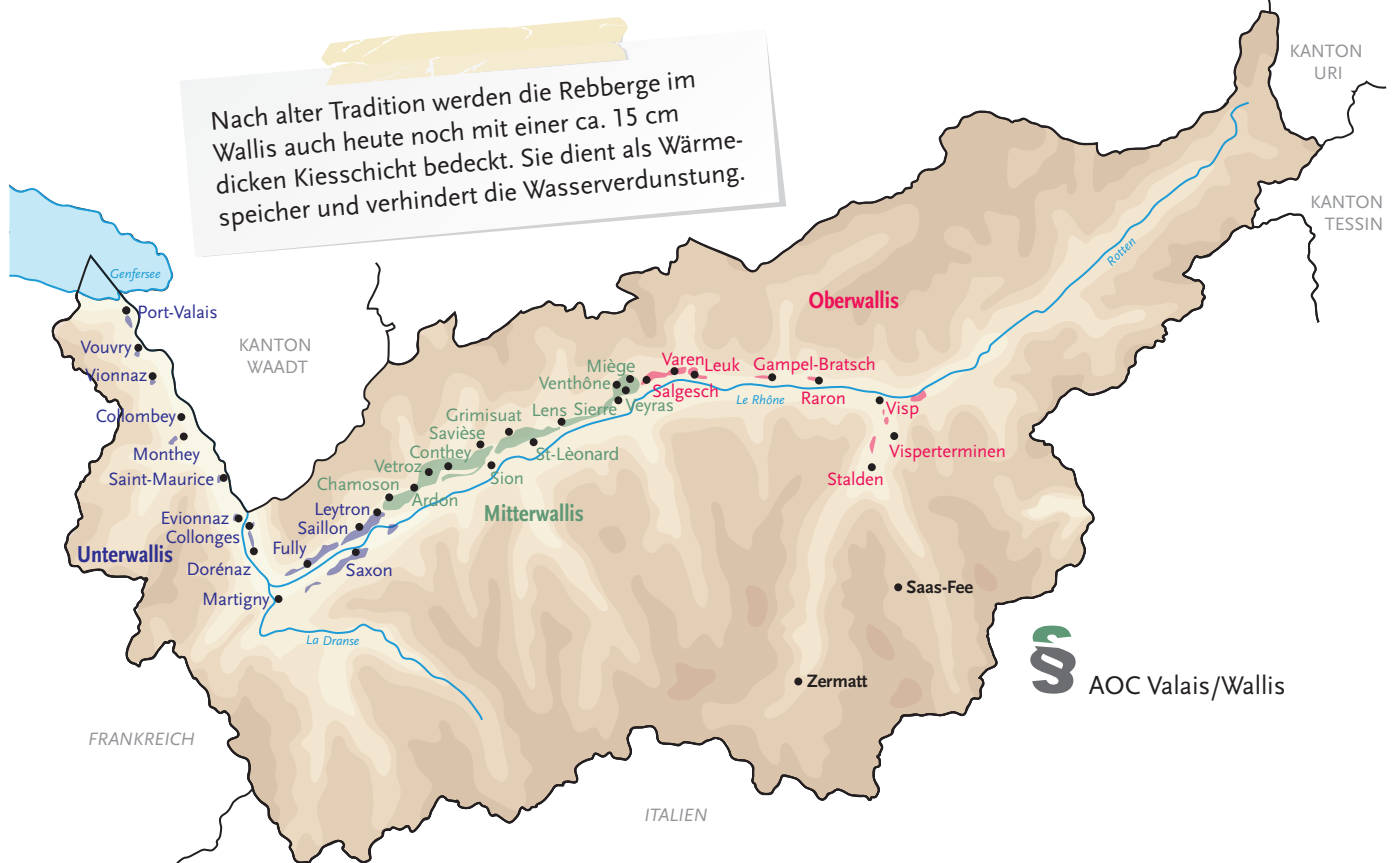 Nach alter Tradition werden die Rebberge im
Wallis auch heute noch mit einer ca. 15 cm
dicken Kiesschicht bedeckt. Sie dient als Wärme-
speicher und verhindert die Wasserverdunstung.
KANTON
URI
KANTON
TESSIN
Rotten
Genfersee
Port-Valais
Oberwallis
KANTON
WAADT
Vouvry
Vionnaz
Collombey
Monthey
Saint-Maurice
Evionnaz
Collonges
Unterwallis
Dorénaz
Martigny
Fully
Saillon
Leytron
Saxon
La Dranse
Chamoson
Ardon
Vetroz
Conthey
Savièse
Grimisuat
Sion
St-Lèonard
Lens
Sierre
Venthône
Miège
Veyras
Mitterwallis
Varen
Leuk
Salgesch
Gampel-Bratsch
Raron
Le Rhône
Visp
Visperterminen
Stalden
Saas-Fee
Zermatt
§ AOC Valais/Wallis
FRANKREICH
ITALIEN